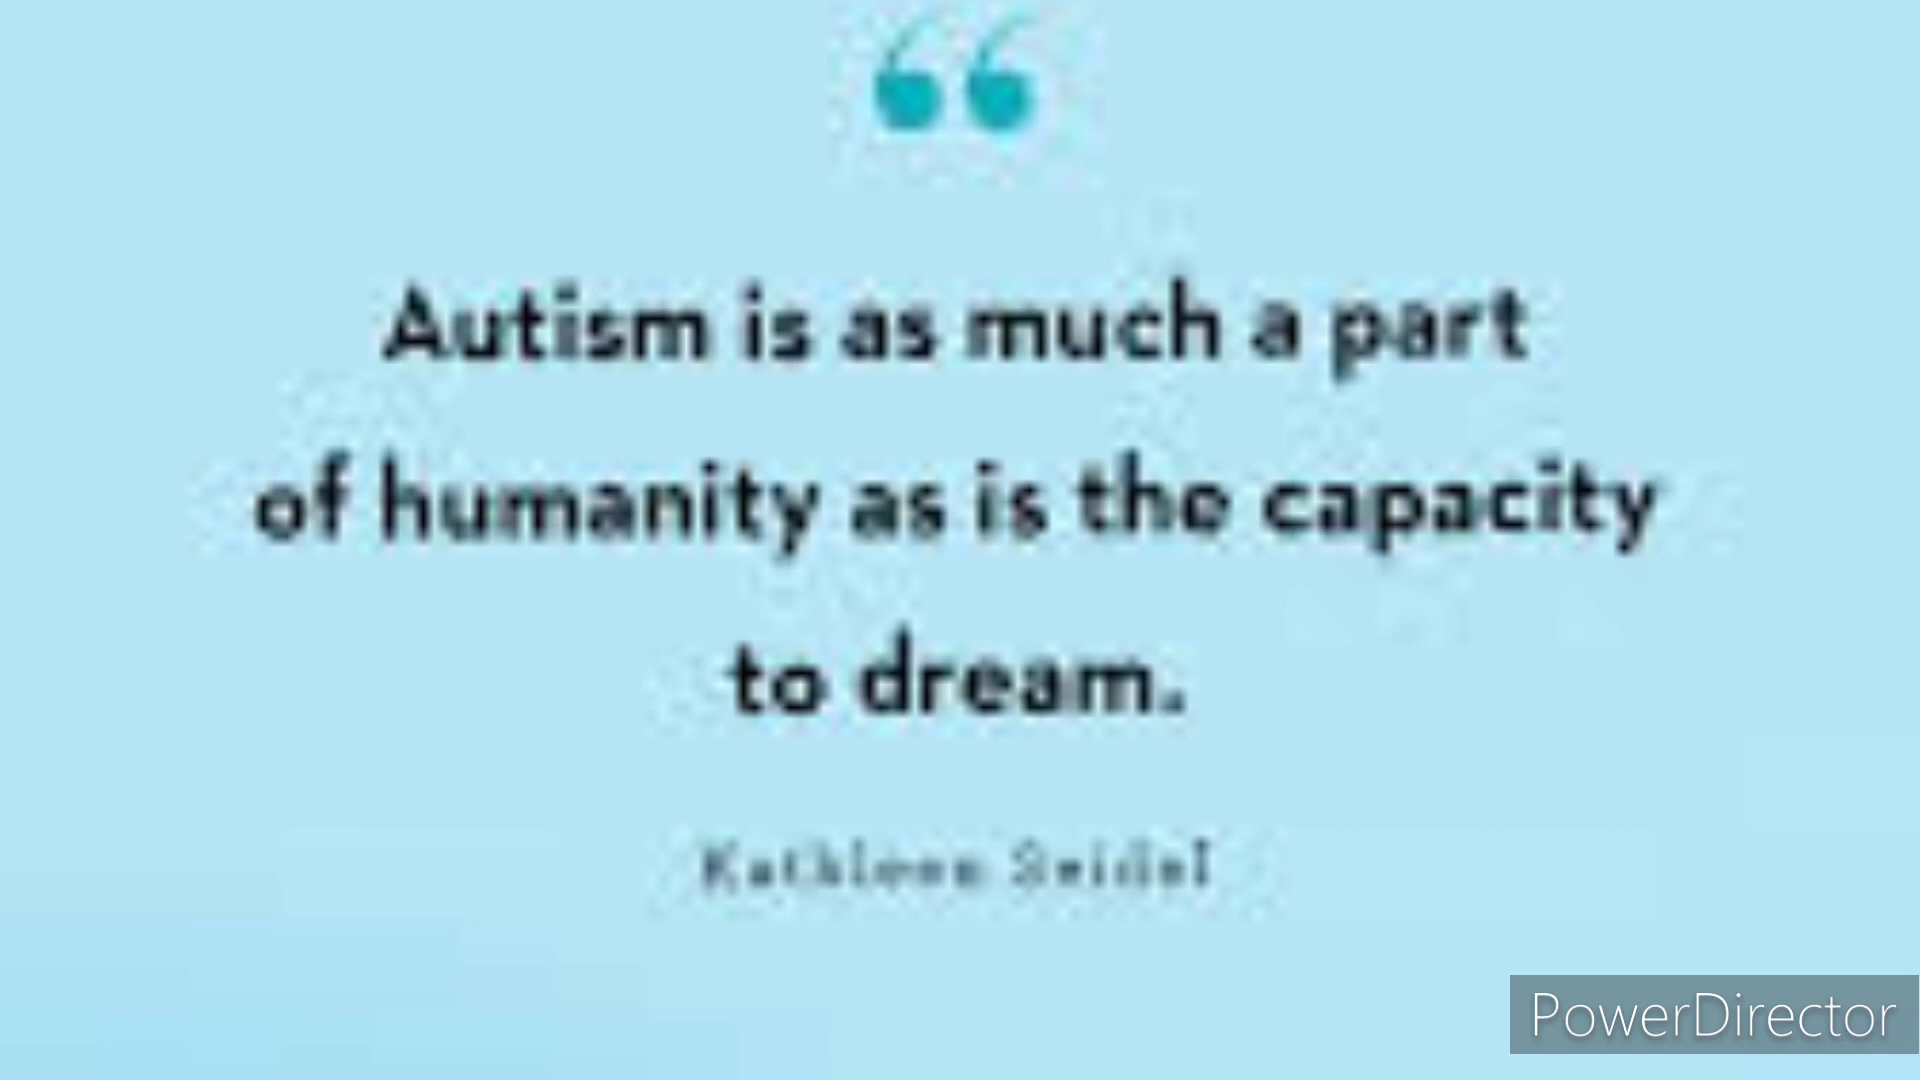 “
Autism is as much a part
of humanity as is the capacity
to dream.
Kathleen Seidel
PowerDirector